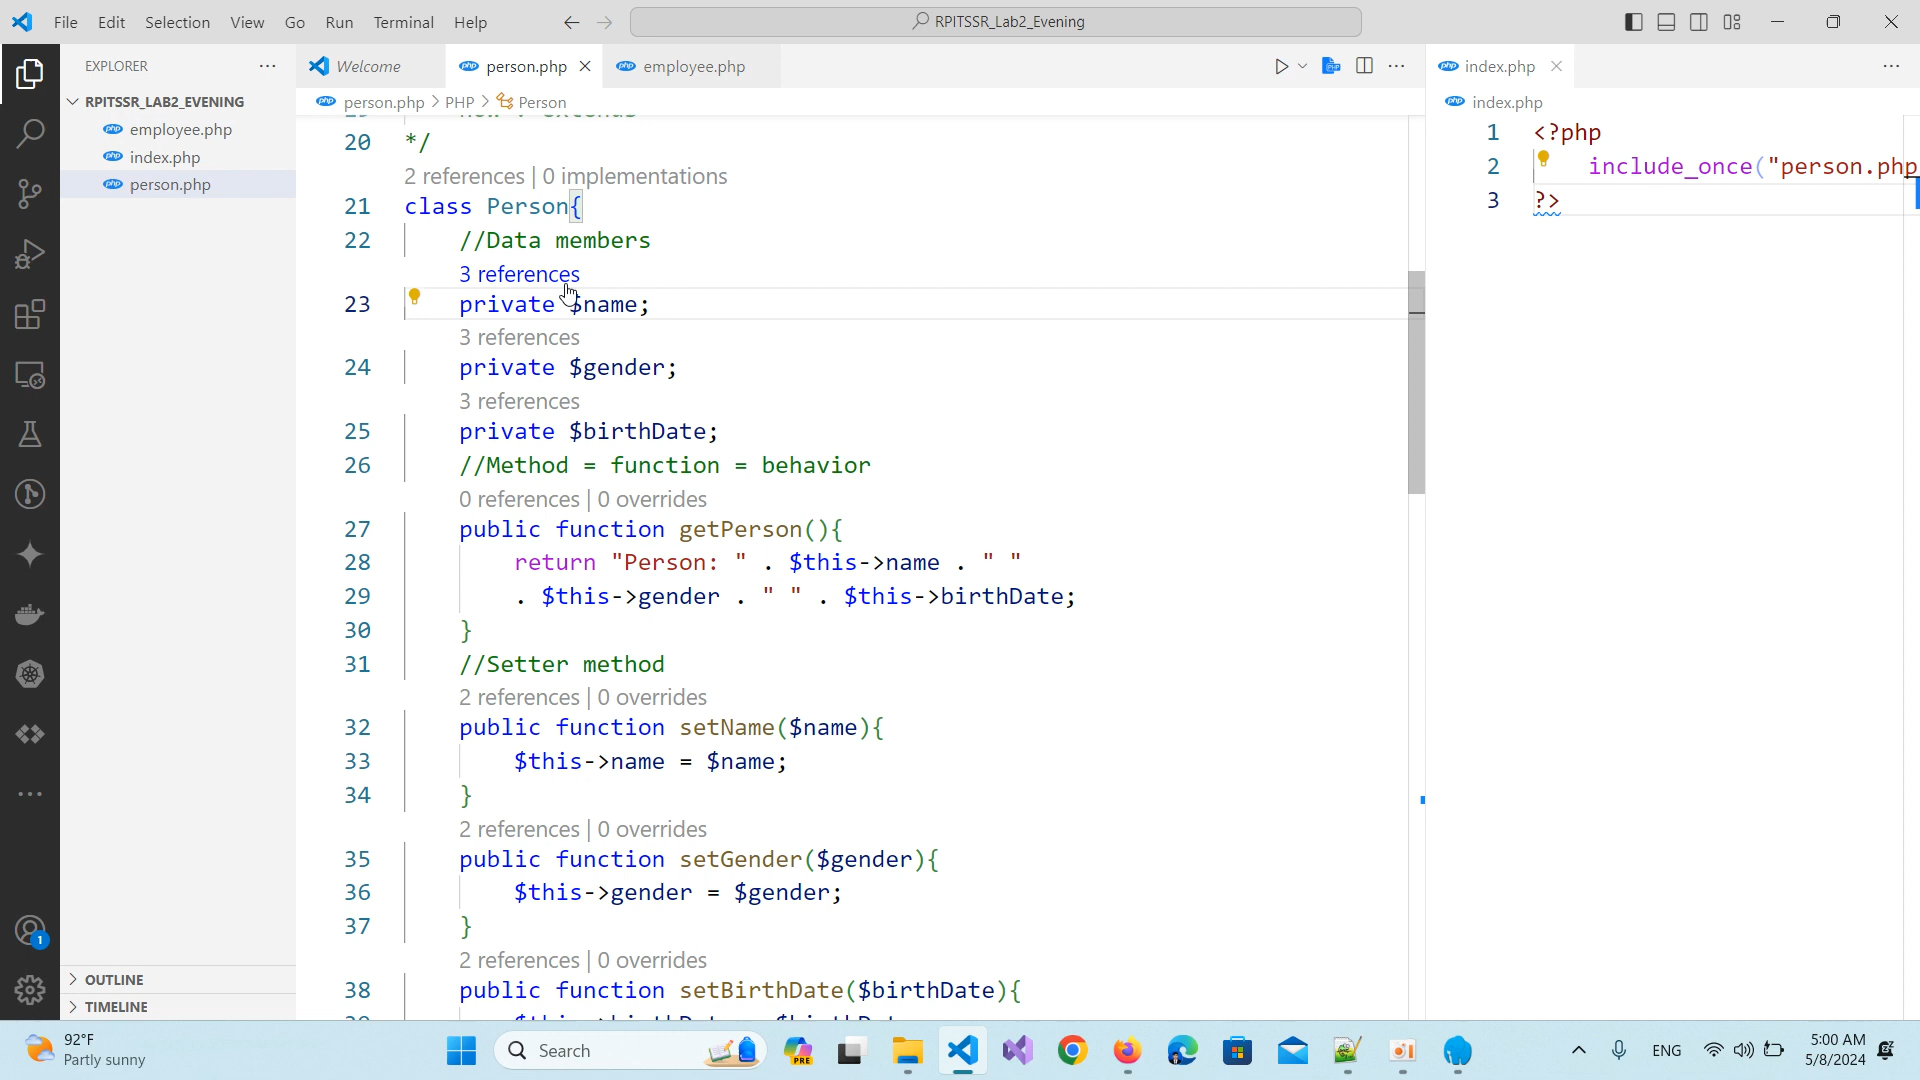 File Edit Selection View Go Run Terminal Help
RPITSSR_Lab2_Evening
EXPLORER
RPITSSR_LAB2_EVENING
employee.php
index.php
person.php
OUTLINE
TIMELINE
Welcome
person.php
employee.php
person.php > PHP > Person
20 */
2 references | 0 implementations
21 class Person{
22 //Data members
3 references
23 private $name;
3 references
24 private $gender;
3 references
25 private $birthDate;
26 //Method = function = behavior
0 references | 0 overrides
27 public function getPerson(){
28 return "Person: " . $this->name . " "
29 . $this->gender . " " . $this->birthDate;
30 }
31 //Setter method
2 references | 0 overrides
32 public function setName($name){
33 $this->name = $name;
34 }
2 references | 0 overrides
35 public function setGender($gender){
36 $this->gender = $gender;
37 }
2 references | 0 overrides
38 public function setBirthDate($birthDate){
index.php
index.php
1 <?php
2 include_once("person.php
3 ?>
1
92°F
Partly sunny
Search
PRE
ENG
5:00 AM
5/8/2024